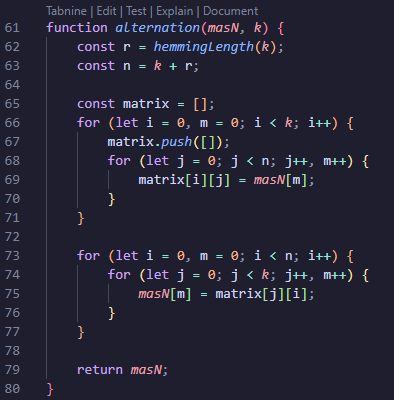 Tabnine | Edit | Test | Explain | Document
61 function alternation(masN, k) {
62     const r = hemmingLength(k);
63     const n = k + r;
64
65     const matrix = [];
66     for (let i = 0, m = 0; i < k; i++) {
67         matrix.push([]);
68         for (let j = 0; j < n; j++, m++) {
69             matrix[i][j] = masN[m];
70         }
71     }
72
73     for (let i = 0, m = 0; i < n; i++) {
74         for (let j = 0; j < k; j++, m++) {
75             masN[m] = matrix[j][i];
76         }
77     }
78
79     return masN;
80 }